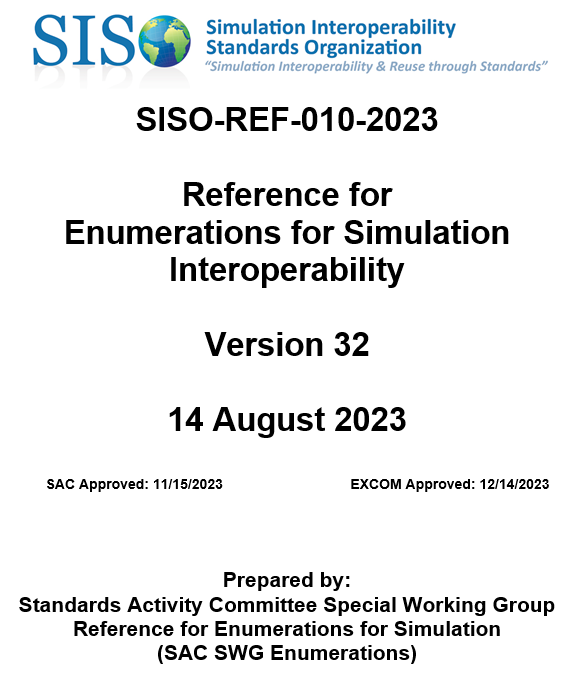 SISO
Simulation Interoperability
Standards Organization
“Simulation Interoperability & Reuse through Standards”
SISO-REF-010-2023
Reference for
Enumerations for Simulation
Interoperability
Version 32
14 August 2023
SAC Approved: 11/15/2023 EXCOM Approved: 12/14/2023
Prepared by:
Standards Activity Committee Special Working Group
Reference for Enumerations for Simulation
(SAC SWG Enumerations)